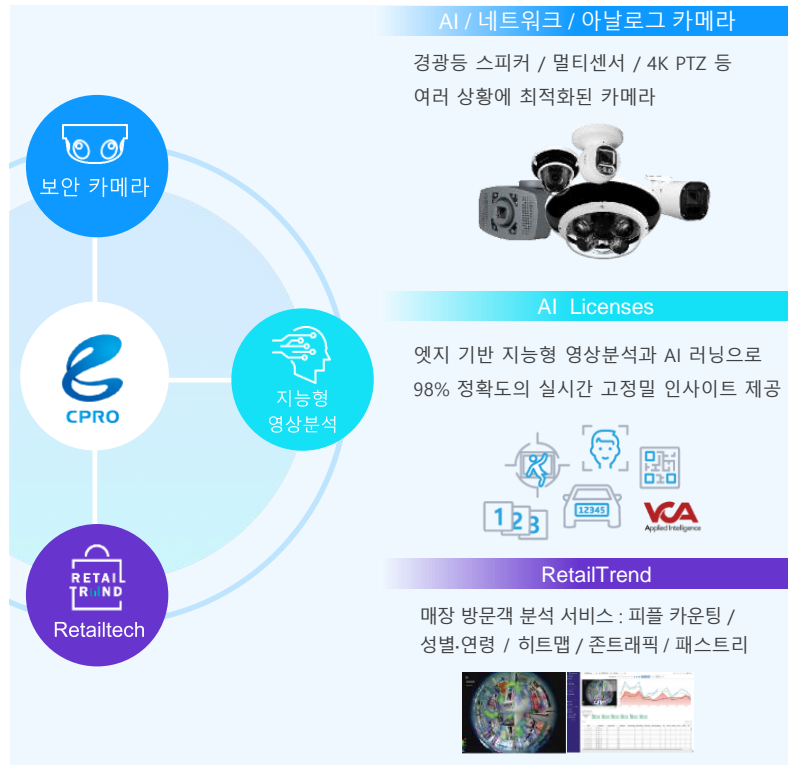 AI / 네트워크 / 아날로그 카메라
경광등 스피커 / 멀티센서 / 4K PTZ 등
여러 상황에 최적화된 카메라
보안 카메라
AI Licenses
엣지 기반 지능형 영상분석과 AI 러닝으로
98% 정확도의 실시간 고정밀 인사이트 제공
CPRO
지능형
영상분석
12345
1 2 3
VCA
Applied Intelligence
RetailTrend
매장 방문객 분석 서비스 : 피플 카운팅 /
성별·연령 / 히트맵 / 존트래픽 / 패스트리
RETAIL
TREND
Retailtech